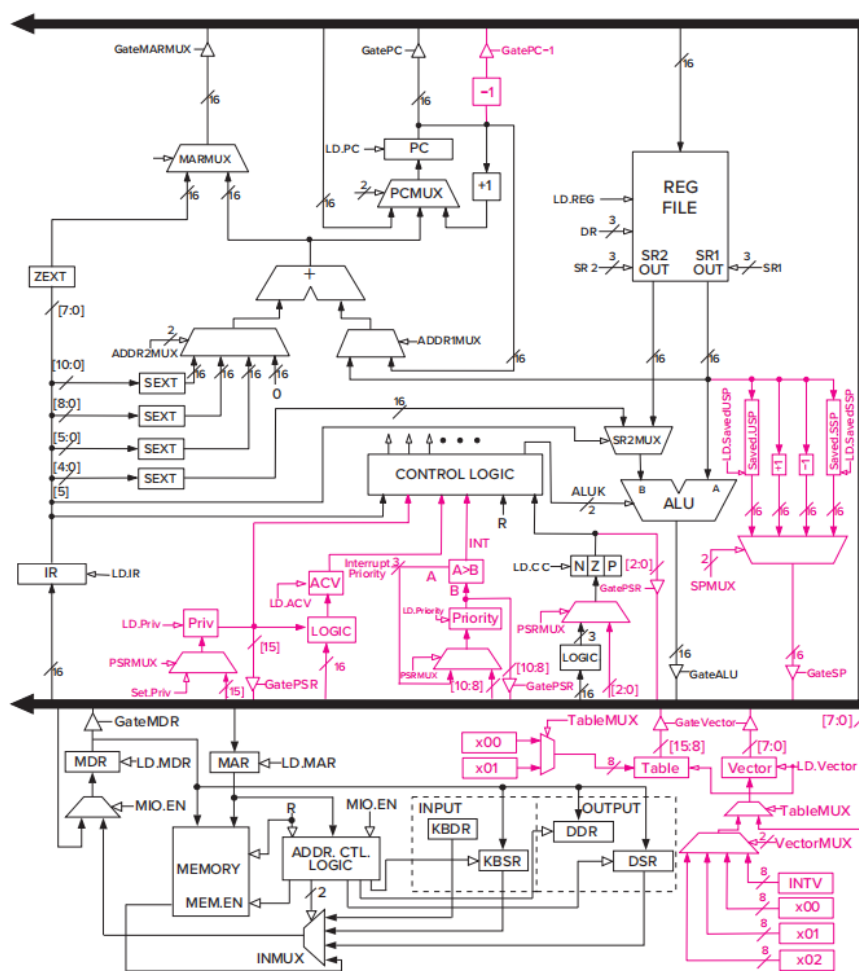 GateMARMUX
GatePC
GatePC-1
16
16
16
16
-1
MARMUX
LD.PC
PC
2
PCMUX
+1
16
16
16
REG
FILE
LD.REG
3
DR
3
SR 2
SR2
OUT
SR1
OUT
3
SR1
ZEXT
[7:0]
+
2
ADDR2MUX
ADDR1MUX
16
16
16
[10:0]
SEXT
16
16
16
16
0
[8:0]
SEXT
16
[5:0]
SEXT
[4:0]
SEXT
[5]
SR2MUX
LD.SavedUSP
Saved.USP
+1
-1
Saved.SSP
LD.SavedSSP
CONTROL LOGIC
ALUK
2
B
A
ALU
16
16
16
16
R
INT
IR
LD.IR
Interrupt
Priority
3
A
A>B
B
LD.CC
N Z P
[2:0]
GatePSR
2
SPMUX
ACV
LD.ACV
LD.Priv
Priv
LOGIC
LD.Priority
Priority
PSRMUX
3
LOGIC
[15]
16
PSRMUX
PSRMUX
[10:8]
16
16
GateALU
GateSP
16
Set.Priv
[15]
GatePSR
[10:8]
GatePSR
16
[2:0]
GateMDR
TableMUX
GateVector
[7:0]
MDR
LD.MDR
MAR
LD.MAR
x00
x01
8
[15:8]
Table
[7:0]
Vector
LD.Vector
MIO.EN
R
MIO.EN
INPUT
OUTPUT
KBDR
DDR
TableMUX
MEMORY
ADDR. CTL.
LOGIC
KBSR
DSR
2
VectorMUX
MEM.EN
2
8
INTV
8
x00
8
x01
INMUX
8
x02